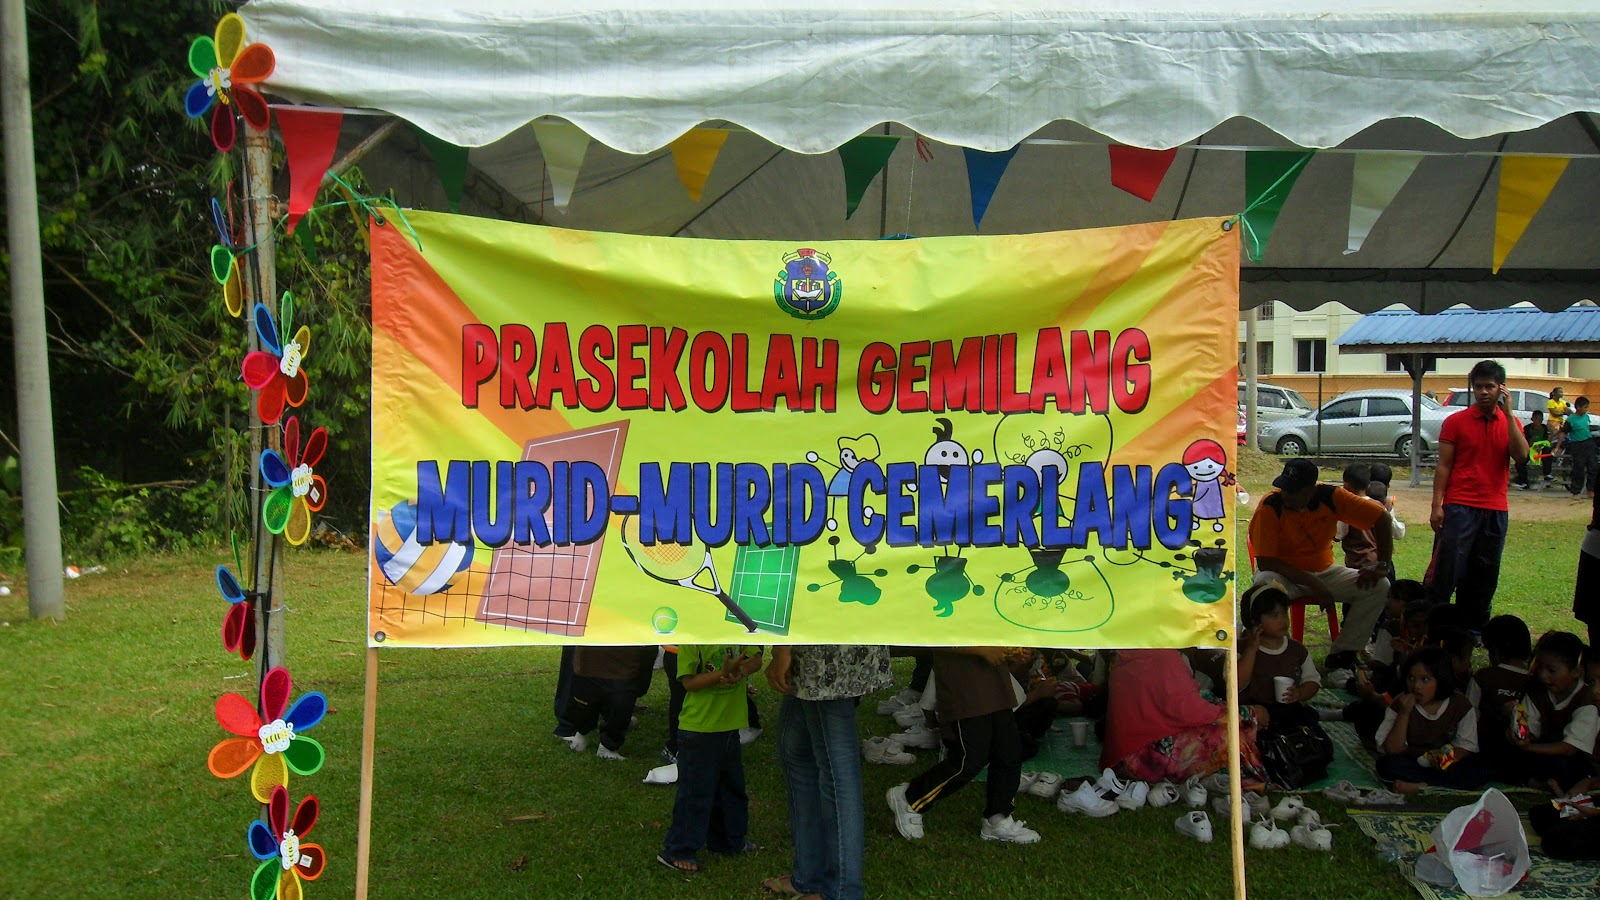 PRASEKOLAH GEMILANG
MURID-MURID CEMERLANG